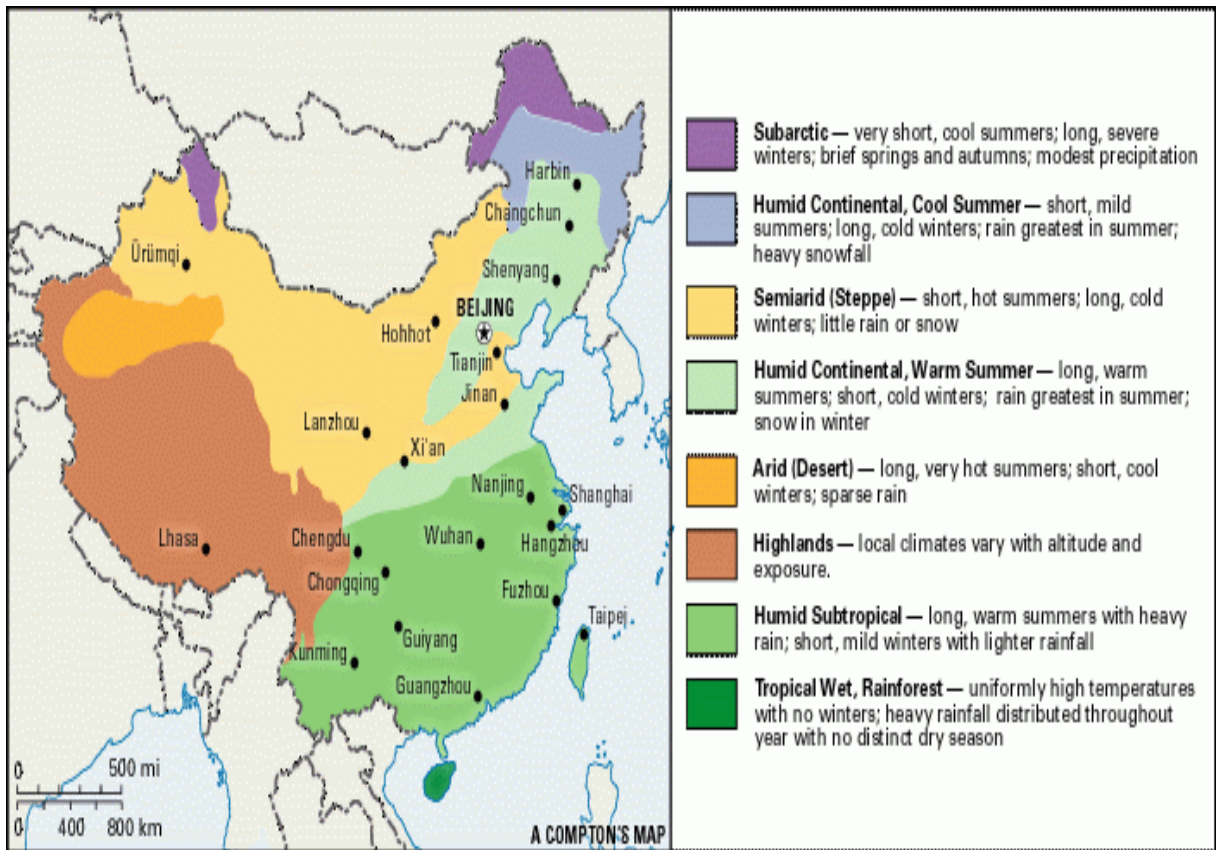 Harbin
Changchun
Ürümqi
Shenyang
BEIJING
Hohhot
Tianjin
Jinan
Lanzhou
Xi'an
Nanjing
Shanghai
Lhasa
Chengdu
Wuhan
Hangzhou
Chongqing
Fuzhou
Taipei
Guiyang
Kunming
Guangzhou
0 500 mi
0 400 800 km
A COMPTON'S MAP
Subarctic — very short, cool summers; long, severe
winters; brief springs and autumns; modest precipitation
Humid Continental, Cool Summer — short, mild
summers; long, cold winters; rain greatest in summer;
heavy snowfall
Semiarid (Steppe) — short, hot summers; long, cold
winters; little rain or snow
Humid Continental, Warm Summer — long, warm
summers; short, cold winters; rain greatest in summer;
snow in winter
Arid (Desert) — long, very hot summers; short, cool
winters; sparse rain
Highlands — local climates vary with altitude and
exposure.
Humid Subtropical — long, warm summers with heavy
rain; short, mild winters with lighter rainfall
Tropical Wet, Rainforest — uniformly high temperatures
with no winters; heavy rainfall distributed throughout
year with no distinct dry season